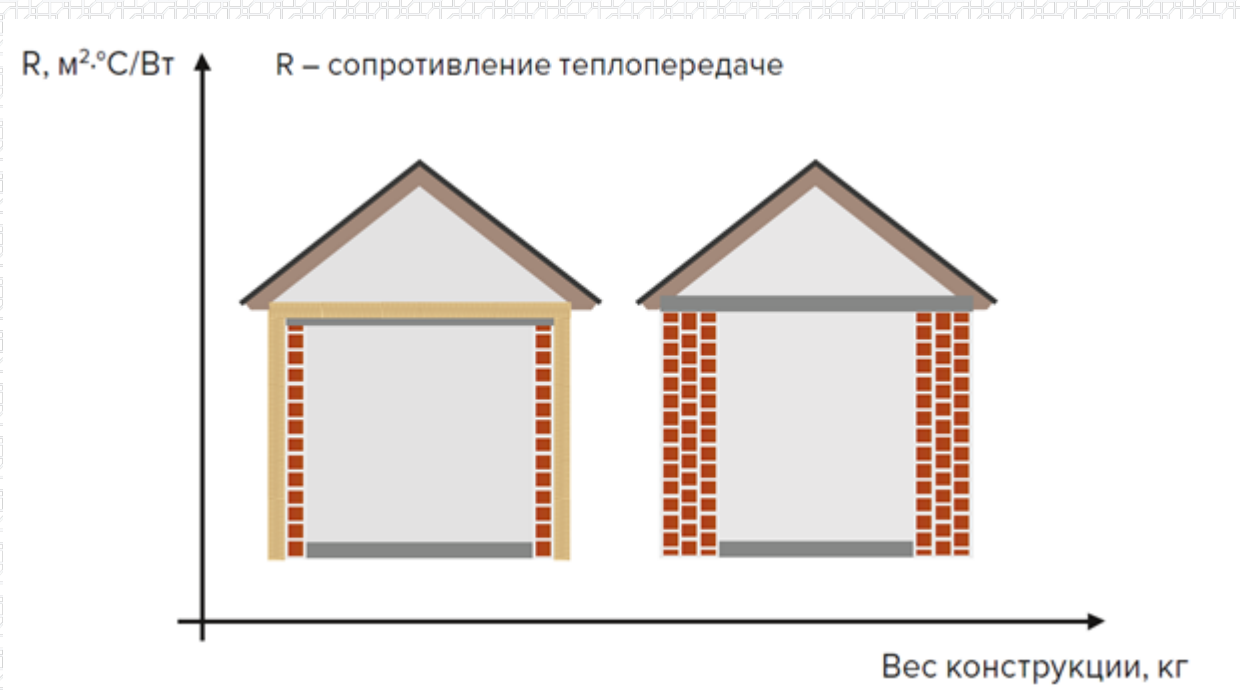 R, м²·°С/Вт
R – сопротивление теплопередаче
Вес конструкции, кг